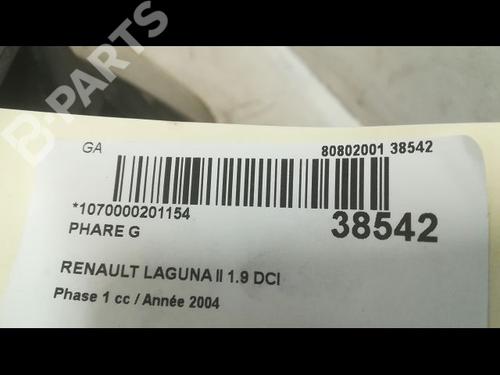 B-PARTS
GA
80802001 38542
*1070000201154
38542
PHARE G
RENAULT LAGUNA II 1.9 DCI
Phase 1 cc / Année 2004